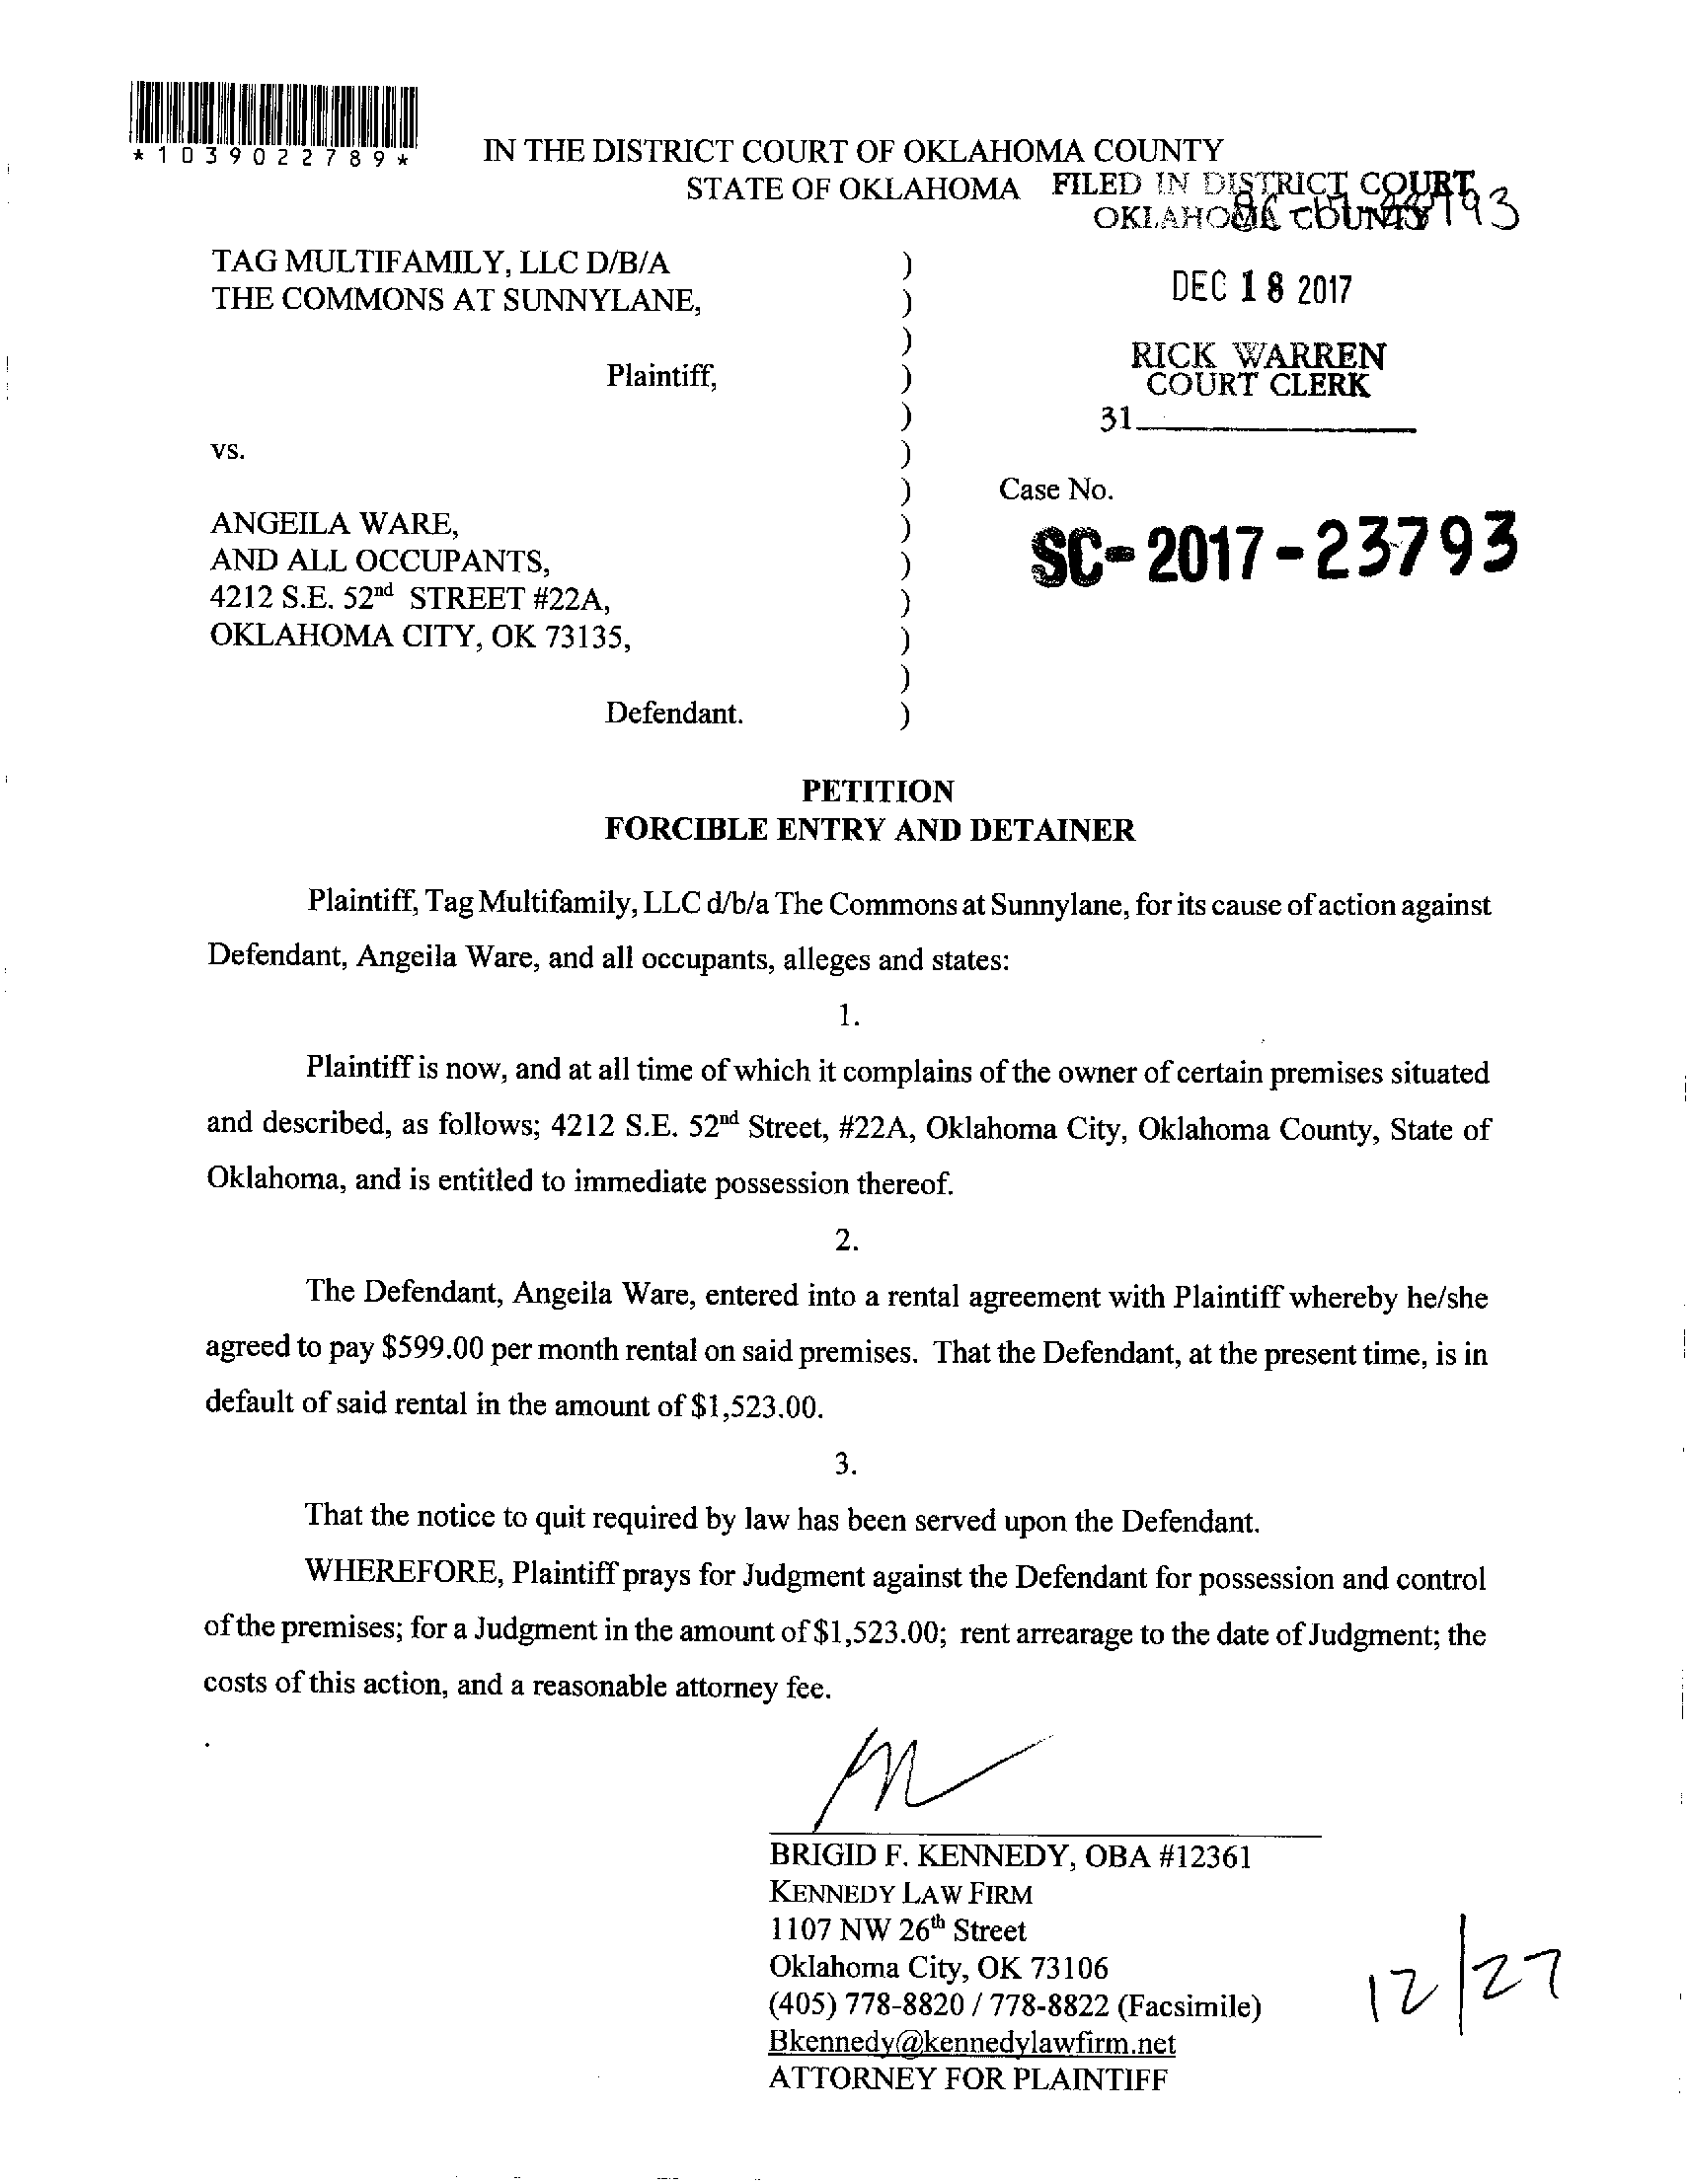 *1039022789*
IN THE DISTRICT COURT OF OKLAHOMA COUNTY
STATE OF OKLAHOMA
FILED IN DISTRICT COURT
OKLAHOMA COUNTY
TAG MULTIFAMILY, LLC D/B/A )
THE COMMONS AT SUNNYLANE, )
)
DEC 18 2017
RICK WARREN
COURT CLERK
31
Plaintiff, )
)
vs. )
) Case No.
SC-2017-23793
ANGEILA WARE, )
AND ALL OCCUPANTS, )
4212 S.E. 52nd STREET #22A, )
OKLAHOMA CITY, OK 73135, )
)
Defendant. )
PETITION
FORCIBLE ENTRY AND DETAINER
Plaintiff, Tag Multifamily, LLC d/b/a The Commons at Sunnylane, for its cause of action against
Defendant, Angeila Ware, and all occupants, alleges and states:
1.
Plaintiff is now, and at all time of which it complains of the owner of certain premises situated
and described, as follows; 4212 S.E. 52nd Street, #22A, Oklahoma City, Oklahoma County, State of
Oklahoma, and is entitled to immediate possession thereof.
2.
The Defendant, Angeila Ware, entered into a rental agreement with Plaintiff whereby he/she
agreed to pay $599.00 per month rental on said premises. That the Defendant, at the present time, is in
default of said rental in the amount of $1,523.00.
3.
That the notice to quit required by law has been served upon the Defendant.
WHEREFORE, Plaintiff prays for Judgment against the Defendant for possession and control
of the premises; for a Judgment in the amount of $1,523.00; rent arrearage to the date of Judgment; the
costs of this action, and a reasonable attorney fee.
BRIGID F. KENNEDY, OBA #12361
KENNEDY LAW FIRM
1107 NW 26th Street
Oklahoma City, OK 73106
(405) 778-8820 / 778-8822 (Facsimile)
Bkennedy@kennedylawfirm.net
ATTORNEY FOR PLAINTIFF
12/27